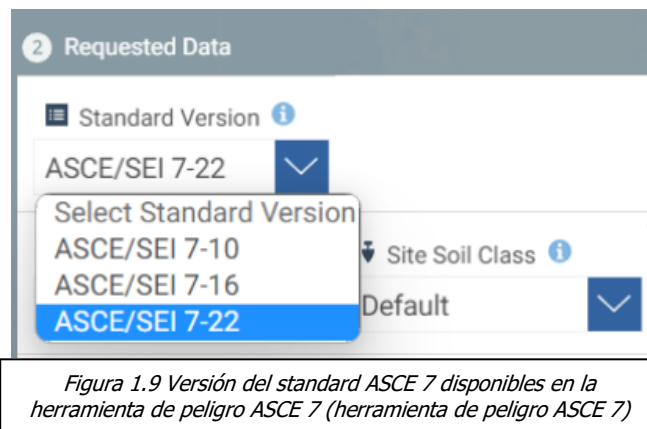 2 Requested Data
Standard Version i
ASCE/SEI 7-22
Select Standard Version
ASCE/SEI 7-10
ASCE/SEI 7-16
ASCE/SEI 7-22
Site Soil Class i
Default
Figura 1.9 Versión del standard ASCE 7 disponibles en la
herramienta de peligro ASCE 7 (herramienta de peligro ASCE 7)